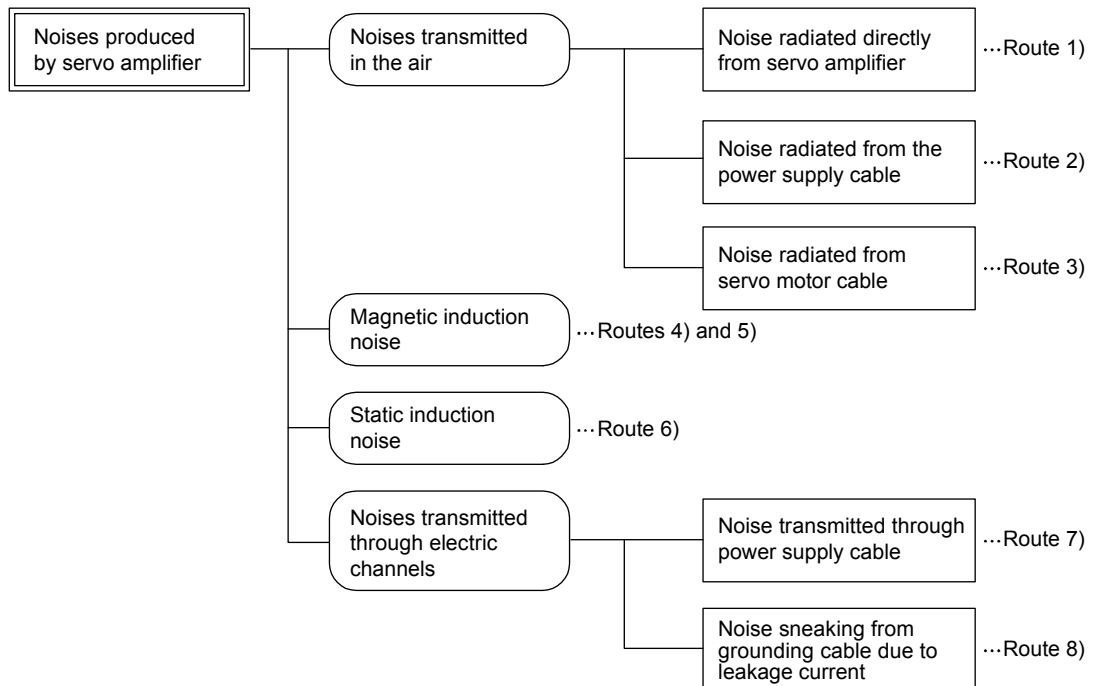 Noises produced
by servo amplifier
Noises transmitted
in the air
Noise radiated directly
from servo amplifier
…Route 1)
Noise radiated from the
power supply cable
…Route 2)
Noise radiated from
servo motor cable
…Route 3)
Magnetic induction
noise
…Routes 4) and 5)
Static induction
noise
…Route 6)
Noises transmitted
through electric
channels
Noise transmitted through
power supply cable
…Route 7)
Noise sneaking from
grounding cable due to
leakage current
…Route 8)